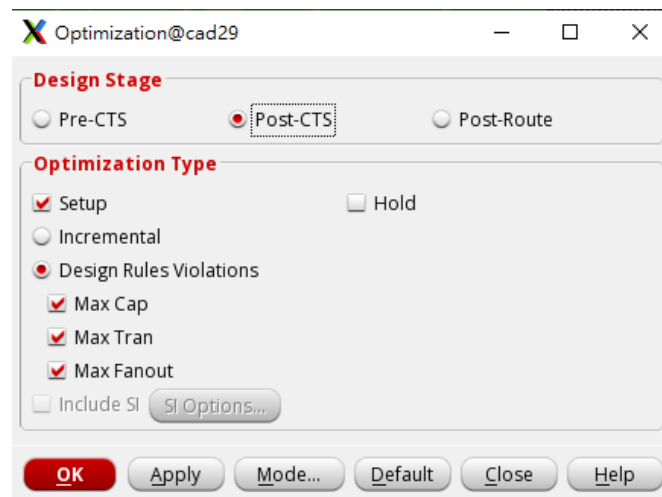 Optimization@cad29
Design Stage
Pre-CTS Post-CTS Post-Route
Optimization Type
Setup Hold
Incremental
Design Rules Violations
Max Cap
Max Tran
Max Fanout
Include SI SI Options...
OK Apply Mode... Default Close Help